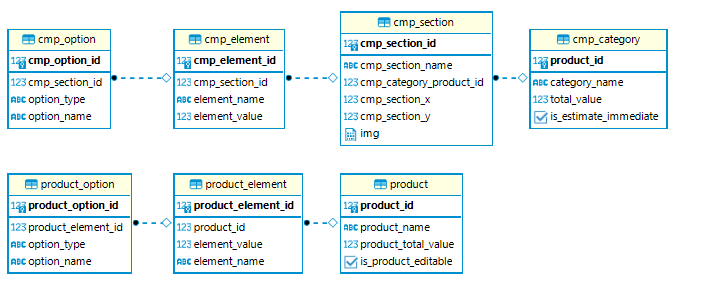 cmp_option
123 cmp_option_id
123 cmp_section_id
ABC option_type
ABC option_name
cmp_element
123 cmp_element_id
123 cmp_section_id
ABC element_name
123 element_value
cmp_section
123 cmp_section_id
ABC cmp_section_name
123 cmp_category_product_id
123 cmp_section_x
123 cmp_section_y
img
cmp_category
123 product_id
ABC category_name
123 total_value
is_estimate_immediate
product_option
123 product_option_id
123 product_element_id
ABC option_type
ABC option_name
product_element
123 product_element_id
123 product_id
123 element_value
ABC element_name
product
123 product_id
ABC product_name
123 product_total_value
is_product_editable